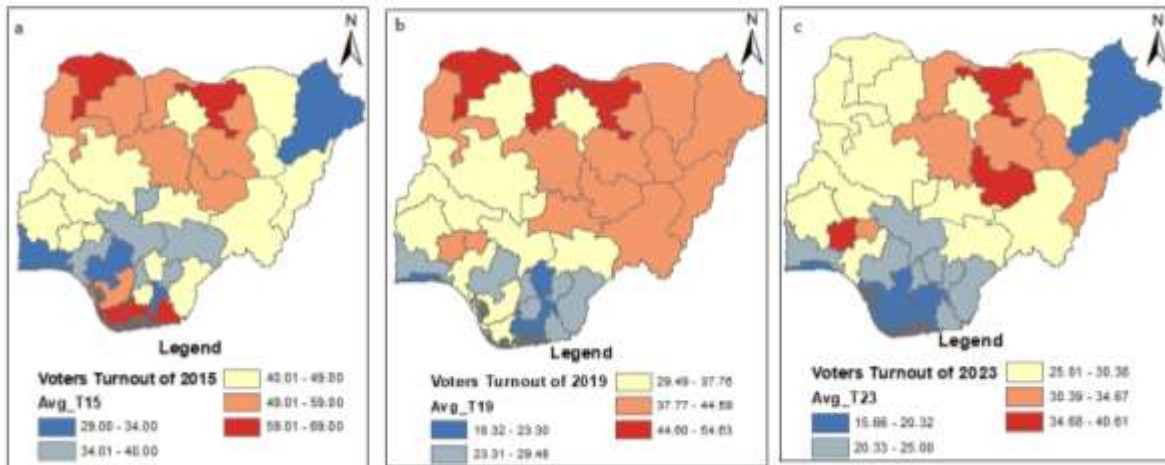 a
N
Legend
Voters Turnout of 2015
Avg_T15
29.00 - 34.00
34.01 - 40.00
40.01 - 49.00
49.01 - 59.00
59.01 - 69.00
b
N
Legend
Voters Turnout of 2019
Avg_T19
18.32 - 23.30
23.31 - 29.48
29.49 - 37.76
37.77 - 44.59
44.60 - 54.63
c
N
Legend
Voters Turnout of 2023
Avg_T23
15.66 - 20.32
20.33 - 25.00
25.01 - 30.38
30.39 - 34.67
34.68 - 40.61